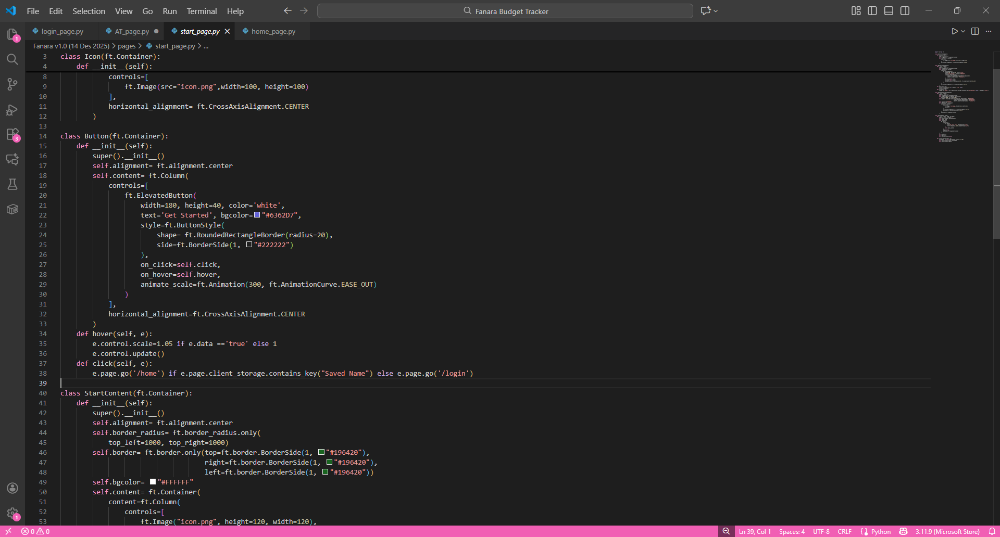 File Edit Selection View Go Run Terminal Help
Fanara Budget Tracker
login_page.py
AT_page.py
start_page.py
home_page.py
Fanara v1.0 (14 Des 2025) > pages > start_page.py > ...
3 class Icon(ft.Container):
4     def __init__(self):
8             controls=[
9                 ft.Image(src="icon.png",width=100, height=100)
10             ],
11             horizontal_alignment= ft.CrossAxisAlignment.CENTER
12         )
13
14 class Button(ft.Container):
15     def __init__(self):
16         super().__init__()
17         self.alignment= ft.alignment.center
18         self.content= ft.Column(
19             controls=[
20                 ft.ElevatedButton(
21                     width=180, height=40, color='white',
22                     text='Get Started', bgcolor="#6362D7",
23                     style=ft.ButtonStyle(
24                         shape= ft.RoundedRectangleBorder(radius=20),
25                         side=ft.BorderSide(1, "#222222")
26                     ),
27                     on_click=self.click,
28                     on_hover=self.hover,
29                     animate_scale=ft.Animation(300, ft.AnimationCurve.EASE_OUT)
30                 )
31             ],
32             horizontal_alignment=ft.CrossAxisAlignment.CENTER
33         )
34     def hover(self, e):
35         e.control.scale=1.05 if e.data =='true' else 1
36         e.control.update()
37     def click(self, e):
38         e.page.go('/home') if e.page.client_storage.contains_key("Saved Name") else e.page.go('/login')
39
40 class StartContent(ft.Container):
41     def __init__(self):
42         super().__init__()
43         self.alignment= ft.alignment.center
44         self.border_radius= ft.border_radius.only(
45             top_left=1000, top_right=1000)
46         self.border= ft.border.only(top=ft.border.BorderSide(1, "#196420"),
47                                     right=ft.border.BorderSide(1, "#196420"),
48                                     left=ft.border.BorderSide(1, "#196420"))
49         self.bgcolor= "#FFFFFF"
50         self.content= ft.Container(
51             content=ft.Column(
52                 controls=[
53                     ft.Image("icon.png", height=120, width=120),
1
3
1
0 0
Ln 39, Col 1 Spaces: 4 UTF-8 CRLF { } Python 3.11.9 (Microsoft Store)